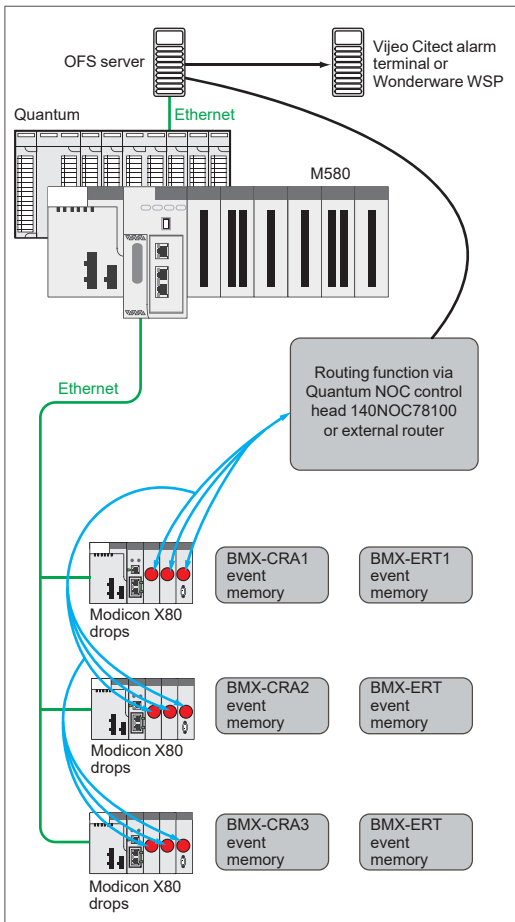 OFS server
Vijeo Citect alarm
terminal or
Wonderware WSP
Quantum
Ethernet
M580
Ethernet
Routing function via
Quantum NOC control
head 140NOC78100
or external router
BMX-CRA1
event
memory
BMX-ERT1
event
memory
Modicon X80
drops
BMX-CRA2
event
memory
BMX-ERT
event
memory
Modicon X80
drops
BMX-CRA3
event
memory
BMX-ERT
event
memory
Modicon X80
drops